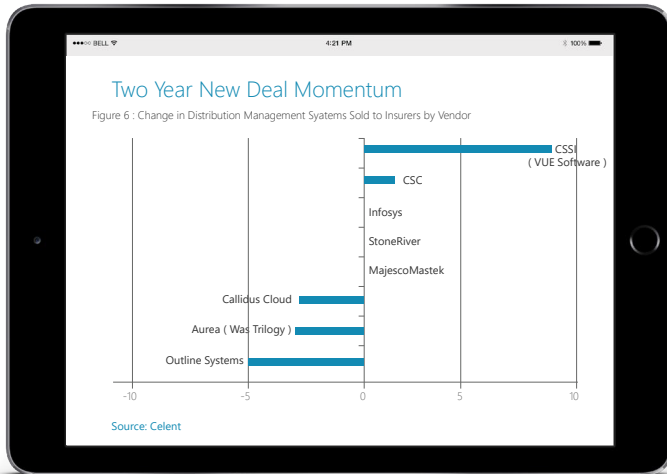 BELL
4:21 PM
100%
Two Year New Deal Momentum
Figure 6 : Change in Distribution Management Syatems Sold to Insurers by Vendor
CSSI
( VUE Software )
CSC
Infosys
StoneRiver
MajescoMastek
Callidus Cloud
Aurea ( Was Trilogy )
Outline Systems
-10 -5 0 5 10
Source: Celent